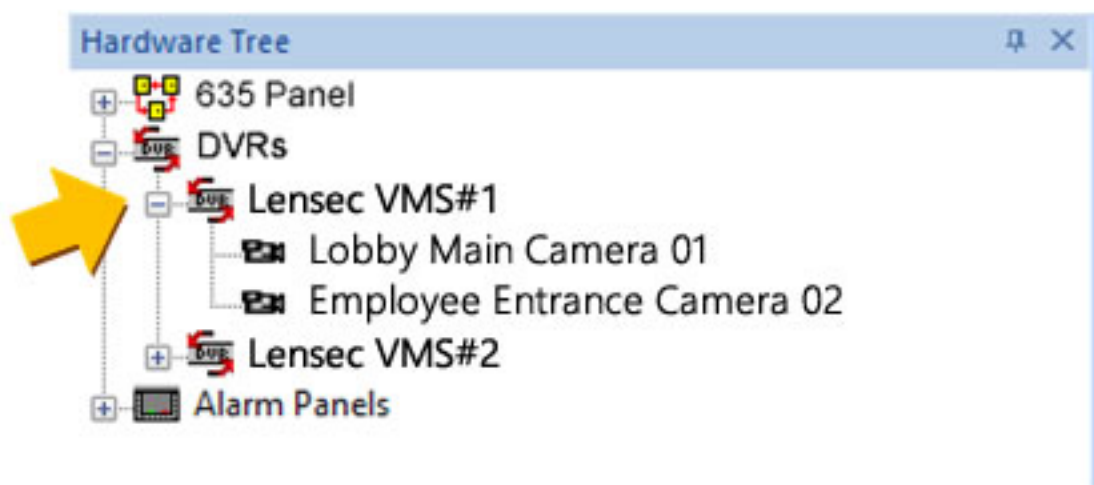 Hardware Tree
635 Panel
DVRs
Lensec VMS#1
Lobby Main Camera 01
Employee Entrance Camera 02
Lensec VMS#2
Alarm Panels